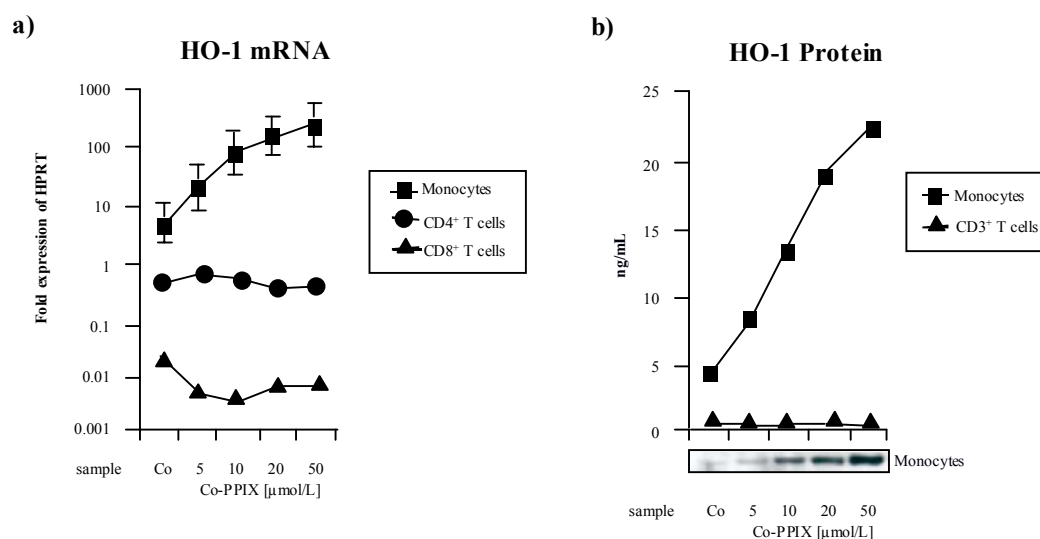 a)
HO-1 mRNA
1000
100
10
1
0.1
0.01
0.001
Fold expression of HPRT
Monocytes
CD4⁺ T cells
CD8⁺ T cells
sample Co 5 10 20 50
Co-PPIX [µmol/L]
b)
HO-1 Protein
25
20
15
10
5
0
ng/mL
Monocytes
CD3⁺ T cells
Monocytes
sample Co 5 10 20 50
Co-PPIX [µmol/L]